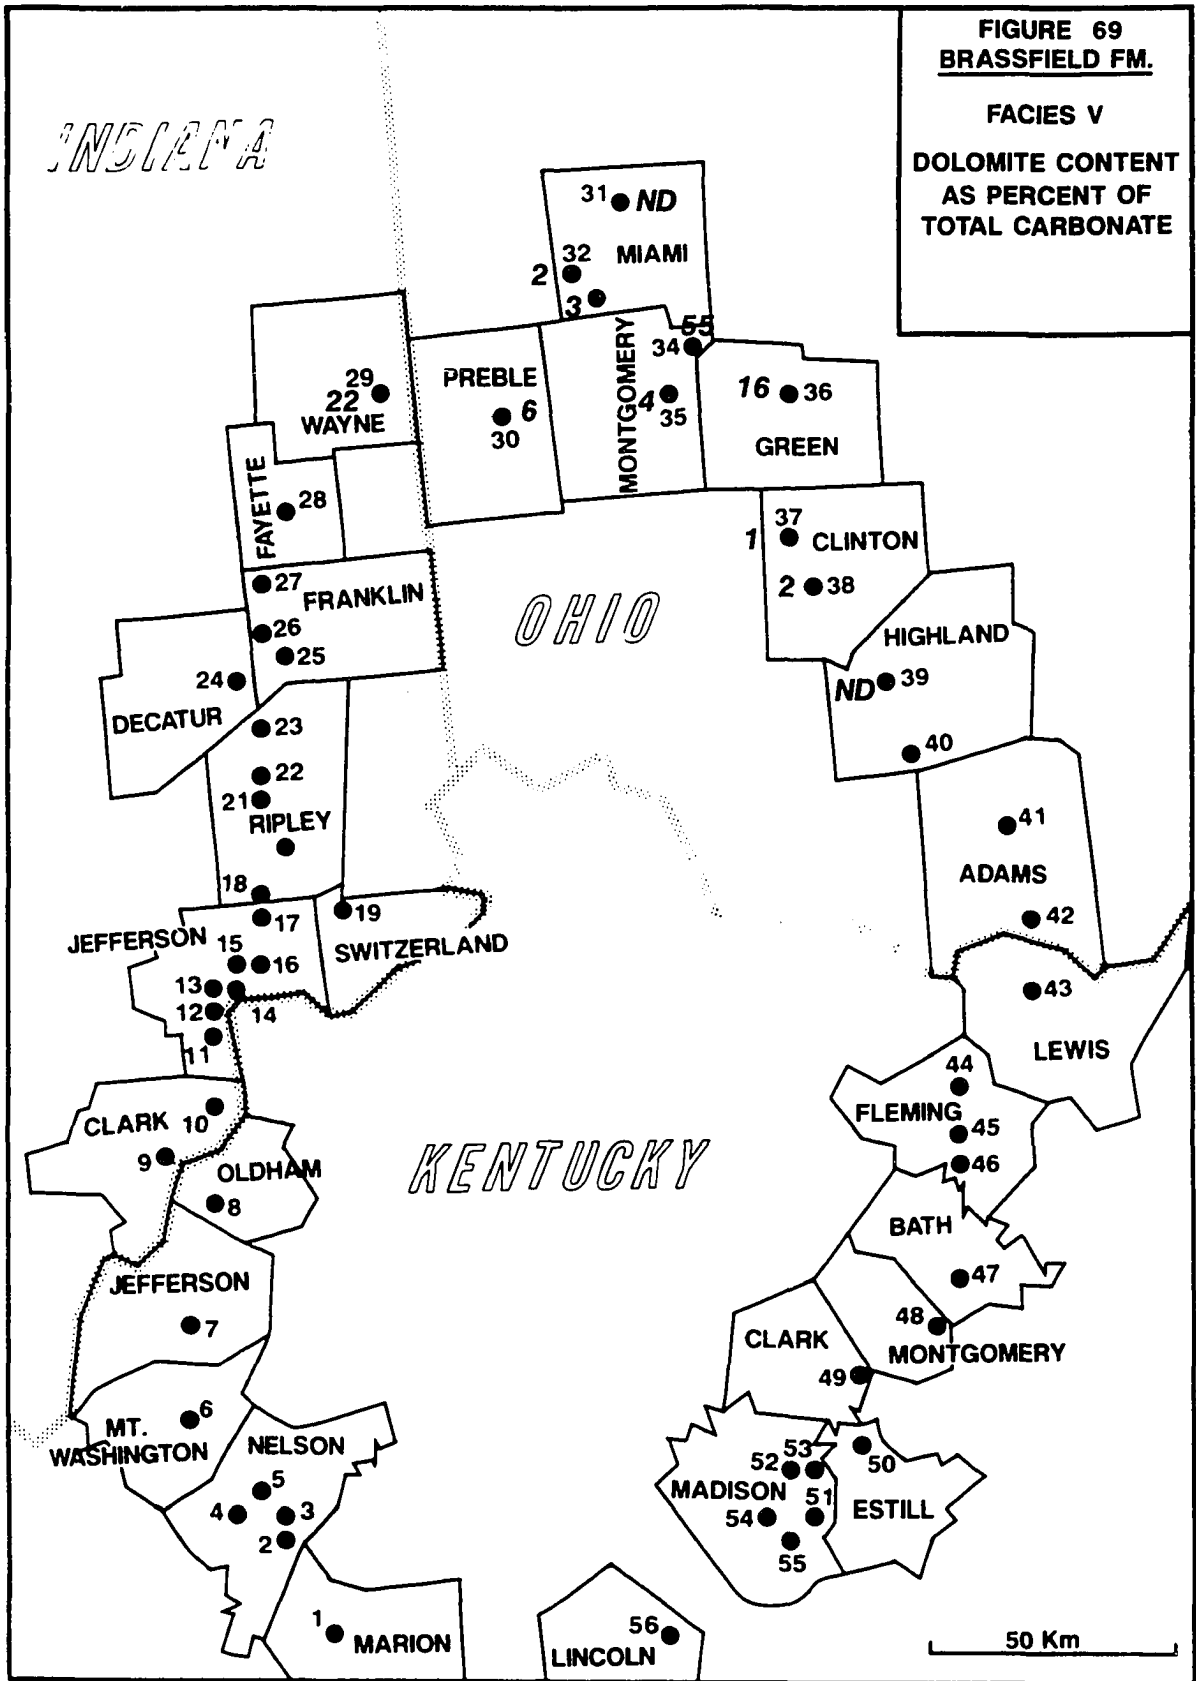 FIGURE 69
BRASSFIELD FM.
FACIES V
DOLOMITE CONTENT
AS PERCENT OF
TOTAL CARBONATE
INDIANA
31 ND
MIAMI
32
2
3
55
34
MONTGOMERY
4
35
29
22
WAYNE
PREBLE
6
30
16 36
GREEN
FAYETTE
28
37
1
CLINTON
2 38
27
FRANKLIN
26
25
OHIO
HIGHLAND
ND 39
40
24
DECATUR
23
22
21
RIPLEY
41
ADAMS
42
18
17
19
JEFFERSON
15
16
SWITZERLAND
13
12
14
11
43
LEWIS
44
FLEMING
45
46
CLARK
10
9
OLDHAM
8
KENTUCKY
BATH
47
JEFFERSON
7
48
CLARK
MONTGOMERY
49
6
MT.
WASHINGTON
NELSON
5
4
3
2
53
52
50
MADISON
51
ESTILL
54
55
1
MARION
56
LINCOLN
50 Km